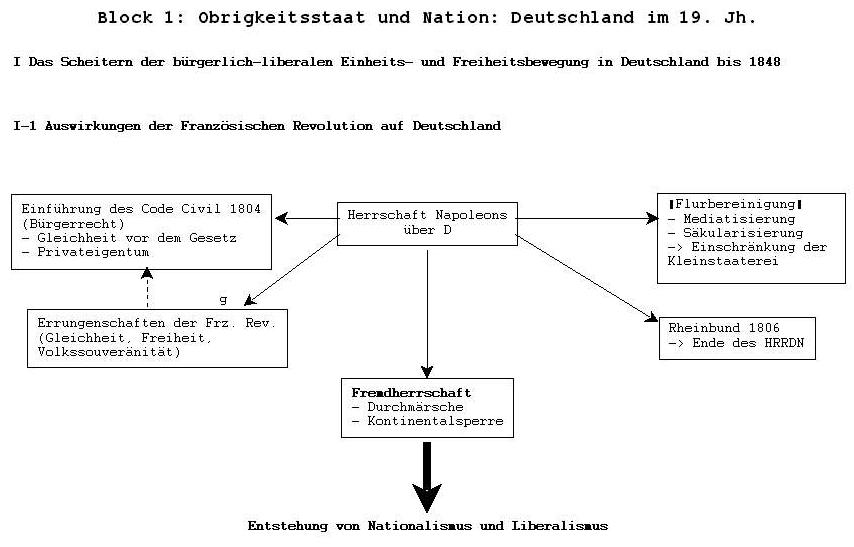 Block 1: Obrigkeitsstaat und Nation: Deutschland im 19. Jh.
I Das Scheitern der bürgerlich-liberalen Einheits- und Freiheitsbewegung in Deutschland bis 1848
I-1 Auswirkungen der Französischen Revolution auf Deutschland
Einführung des Code Civil 1804
(Bürgerrecht)
- Gleichheit vor dem Gesetz
- Privateigentum
Herrschaft Napoleons
über D
▌Flurbereinigung▌
- Mediatisierung
- Säkularisierung
-> Einschränkung der
Kleinstaaterei
g
Errungenschaften der Frz. Rev.
(Gleichheit, Freiheit,
Volkssouveränität)
Rheinbund 1806
-> Ende des HRRDN
Fremdherrschaft
- Durchmärsche
- Kontinentalsperre
Entstehung von Nationalismus und Liberalismus